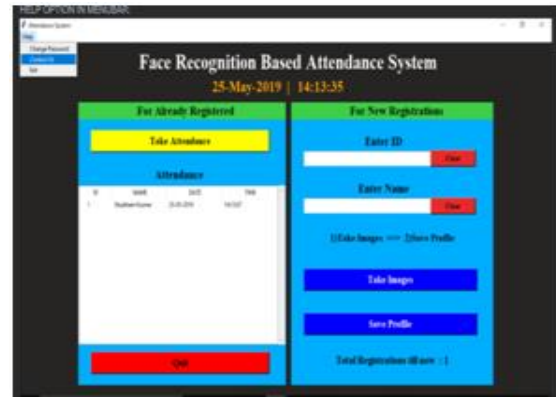 HELP OPTION IN MENUBAR:
Attendance System
Help
Change Password
Contact Us
Exit
Face Recognition Based Attendance System
25-May-2019 | 14:13:35
For Already Registered
Take Attendance
Attendance
ID NAME DATE TIME
1 25-05-2019
Quit
For New Registrations
Enter ID
Clear
Enter Name
Clear
1)Take Images >>> 2)Save Profile
Take Images
Save Profile
Total Registrations till now : 1